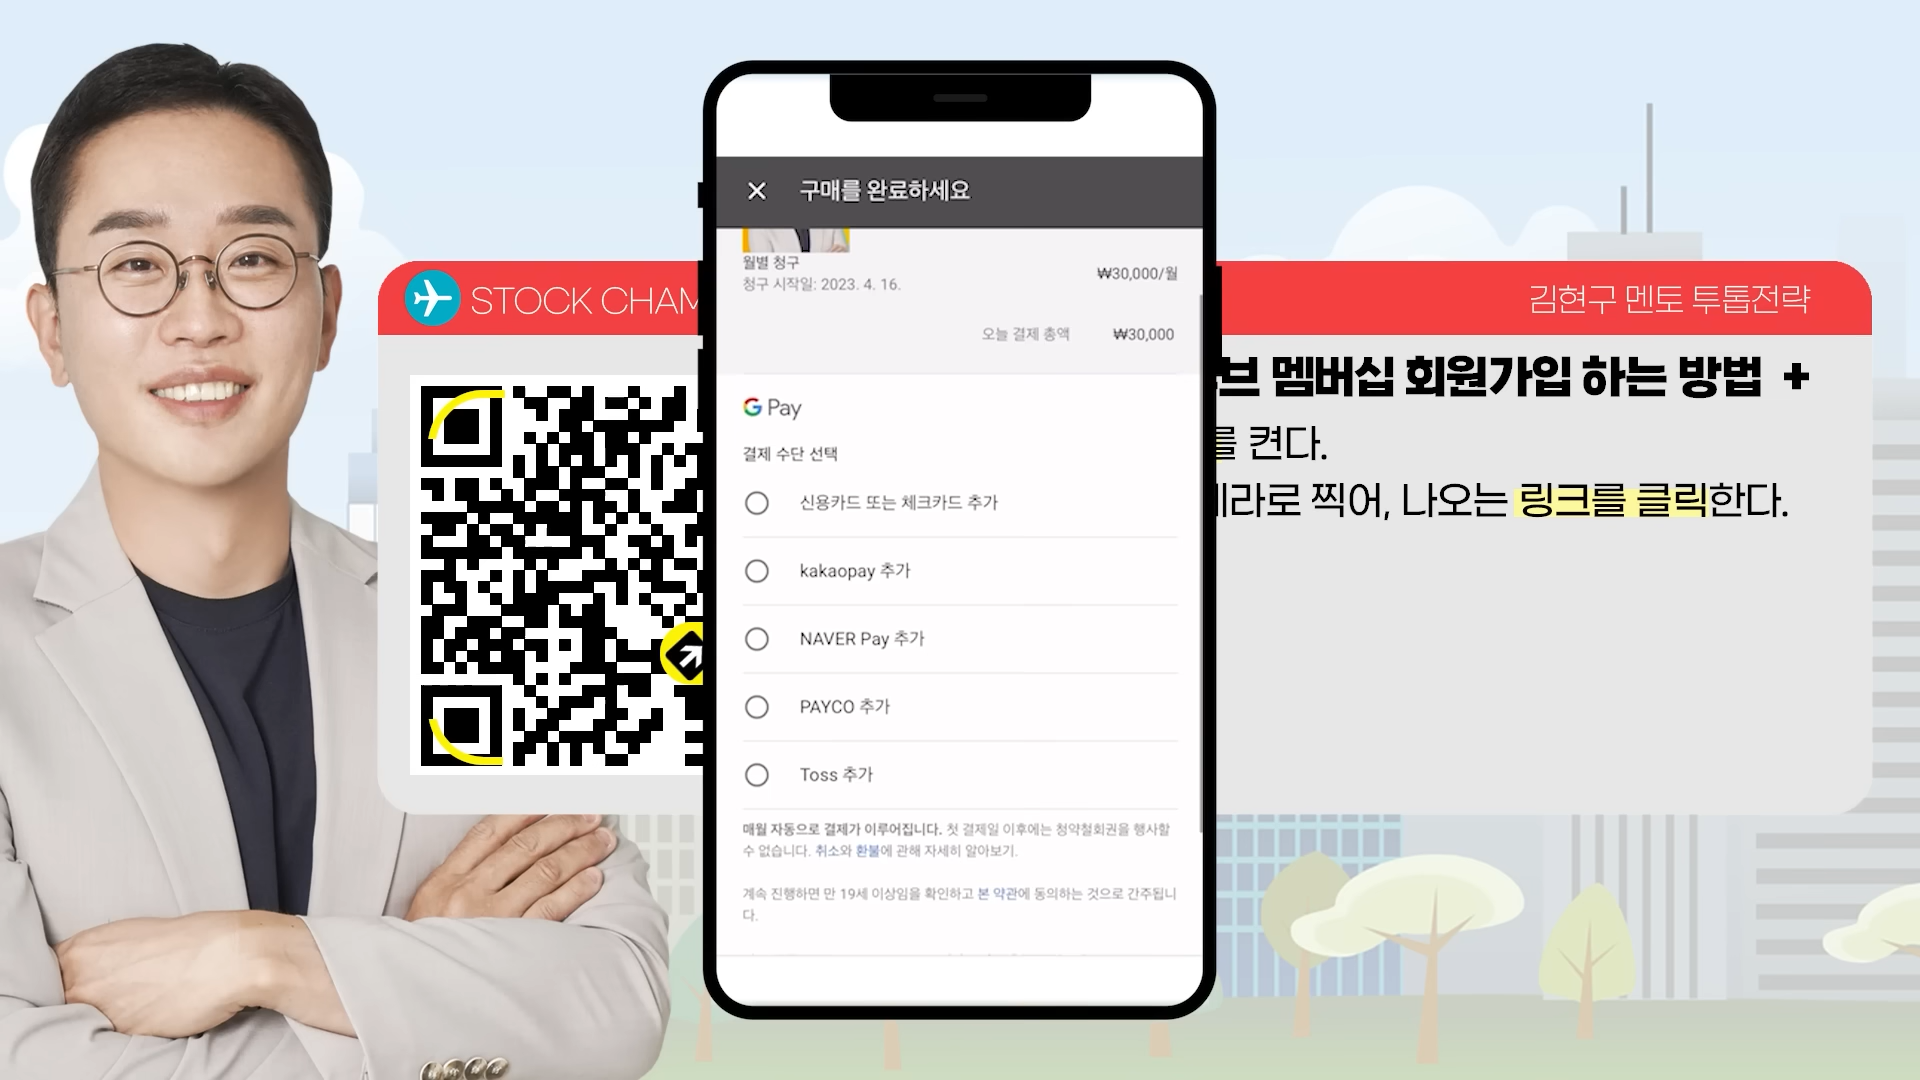 STOCK CHAM
김현구 멘토 투톱전략
브 멤버십 회원가입 하는 방법 +
를 켠다.
라로 찍어, 나오는 링크를 클릭한다.
구매를 완료하세요
월별 청구
₩30,000/월
청구 시작일: 2023. 4. 16.
오늘 결제 총액 ₩30,000
G Pay
결제 수단 선택
신용카드 또는 체크카드 추가
kakaopay 추가
NAVER Pay 추가
PAYCO 추가
Toss 추가
매월 자동으로 결제가 이루어집니다. 첫 결제일 이후에는 청약철회권을 행사할
수 없습니다. 취소와 환불에 관해 자세히 알아보기.
계속 진행하면 만 19세 이상임을 확인하고 본 약관에 동의하는 것으로 간주됩니
다.